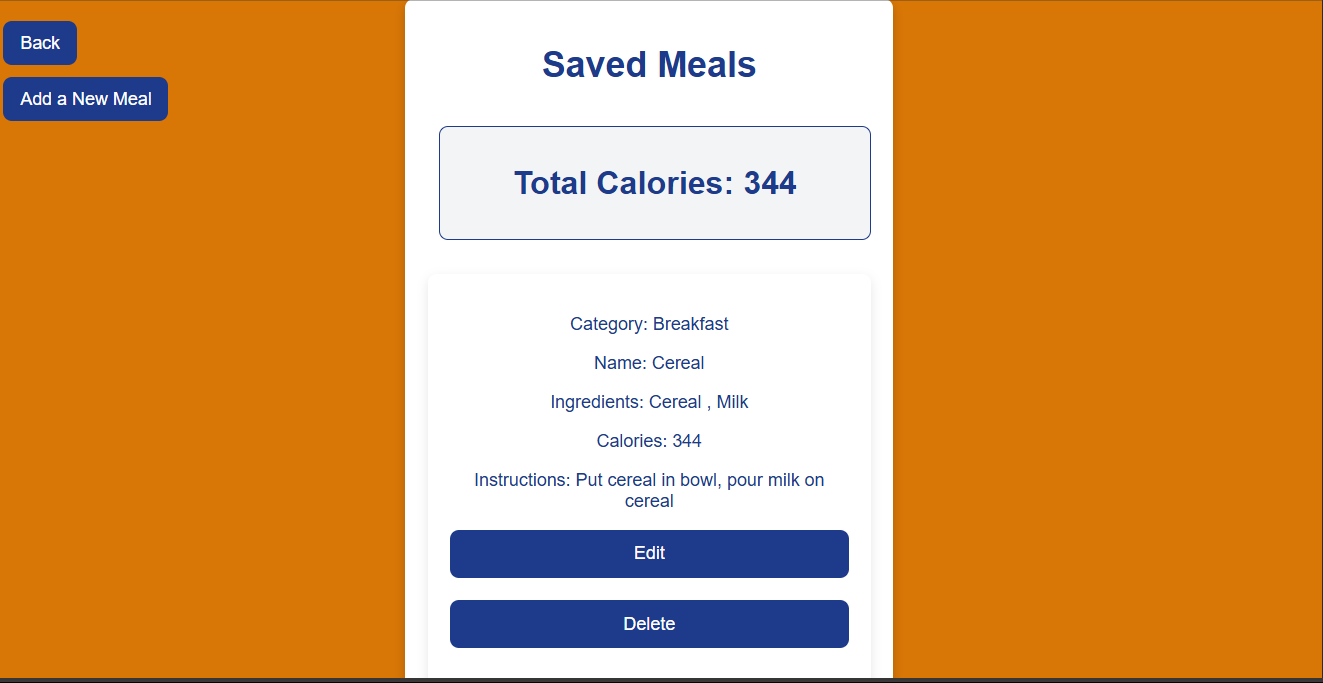 Back
Add a New Meal
Saved Meals
Total Calories: 344
Category: Breakfast
Name: Cereal
Ingredients: Cereal , Milk
Calories: 344
Instructions: Put cereal in bowl, pour milk on
cereal
Edit
Delete